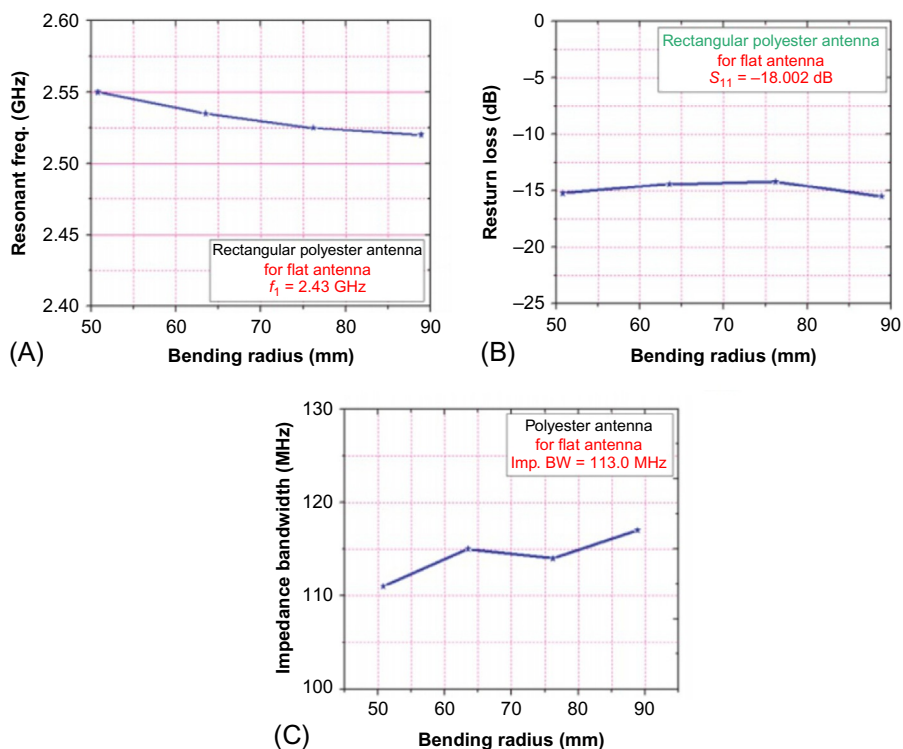 2.60
2.55
2.50
2.45
2.40
Resonant freq. (GHz)
Rectangular polyester antenna
for flat antenna
f1 = 2.43 GHz
50 60 70 80 90
(A) Bending radius (mm)
0
–5
–10
–15
–20
–25
Resturn loss (dB)
Rectangular polyester antenna
for flat antenna
S11 = –18.002 dB
50 60 70 80 90
(B) Bending radius (mm)
130
120
110
100
Impedance bandwidth (MHz)
Polyester antenna
for flat antenna
Imp. BW = 113.0 MHz
50 60 70 80 90
(C) Bending radius (mm)